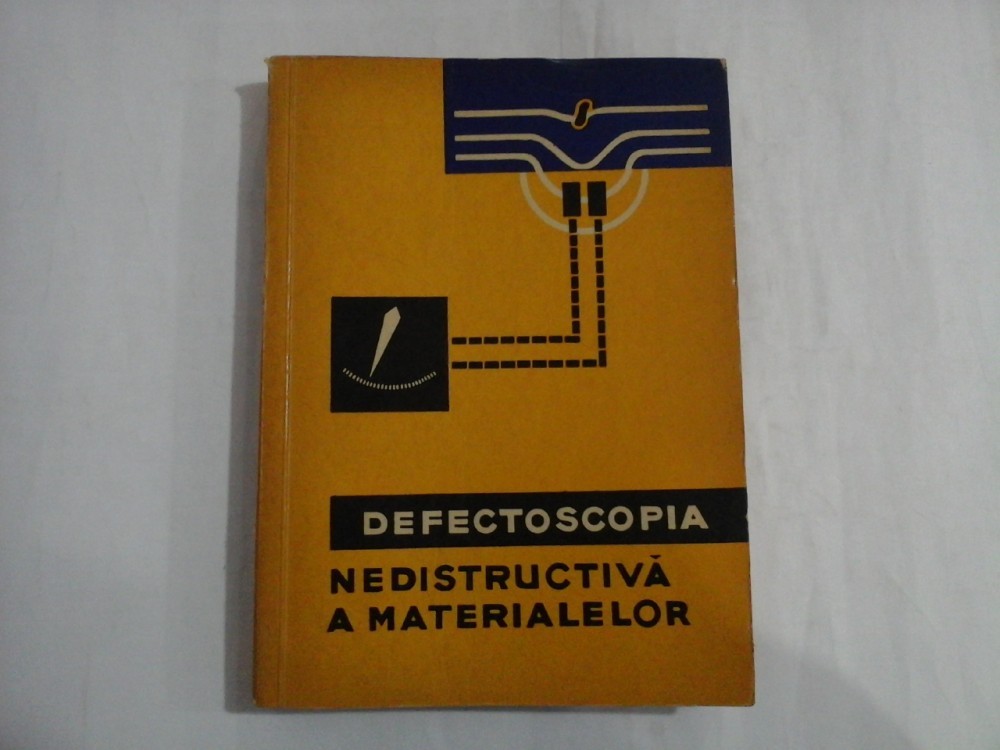 DEFECTOSCOPIA
NEDISTRUCTIVĂ
A MATERIALELOR